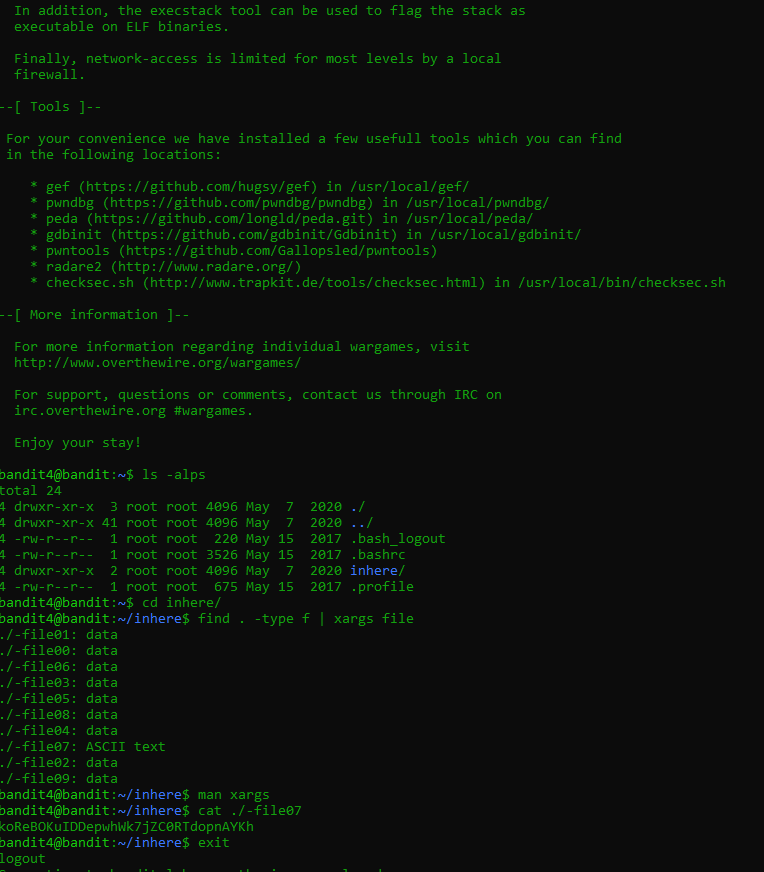 In addition, the execstack tool can be used to flag the stack as
executable on ELF binaries.
Finally, network-access is limited for most levels by a local
firewall.
--[ Tools ]--
For your convenience we have installed a few usefull tools which you can find
in the following locations:
* gef (https://github.com/hugsy/gef) in /usr/local/gef/
* pwndbg (https://github.com/pwndbg/pwndbg) in /usr/local/pwndbg/
* peda (https://github.com/longld/peda.git) in /usr/local/peda/
* gdbinit (https://github.com/gdbinit/Gdbinit) in /usr/local/gdbinit/
* pwntools (https://github.com/Gallopsled/pwntools)
* radare2 (http://www.radare.org/)
* checksec.sh (http://www.trapkit.de/tools/checksec.html) in /usr/local/bin/checksec.sh
--[ More information ]--
For more information regarding individual wargames, visit
http://www.overthewire.org/wargames/
For support, questions or comments, contact us through IRC on
irc.overthewire.org #wargames.
Enjoy your stay!
bandit4@bandit:~$ ls -alps
total 24
4 drwxr-xr-x  3 root root 4096 May  7  2020 ./
4 drwxr-xr-x 41 root root 4096 May  7  2020 ../
4 -rw-r--r--  1 root root  220 May 15  2017 .bash_logout
4 -rw-r--r--  1 root root 3526 May 15  2017 .bashrc
4 drwxr-xr-x  2 root root 4096 May  7  2020 inhere/
4 -rw-r--r--  1 root root  675 May 15  2017 .profile
bandit4@bandit:~$ cd inhere/
bandit4@bandit:~/inhere$ find . -type f | xargs file
./-file01: data
./-file00: data
./-file06: data
./-file03: data
./-file05: data
./-file08: data
./-file04: data
./-file07: ASCII text
./-file02: data
./-file09: data
bandit4@bandit:~/inhere$ man xargs
bandit4@bandit:~/inhere$ cat ./-file07
koReBOKuIDDepwhWk7jZC0RTdopnAYKh
bandit4@bandit:~/inhere$ exit
logout